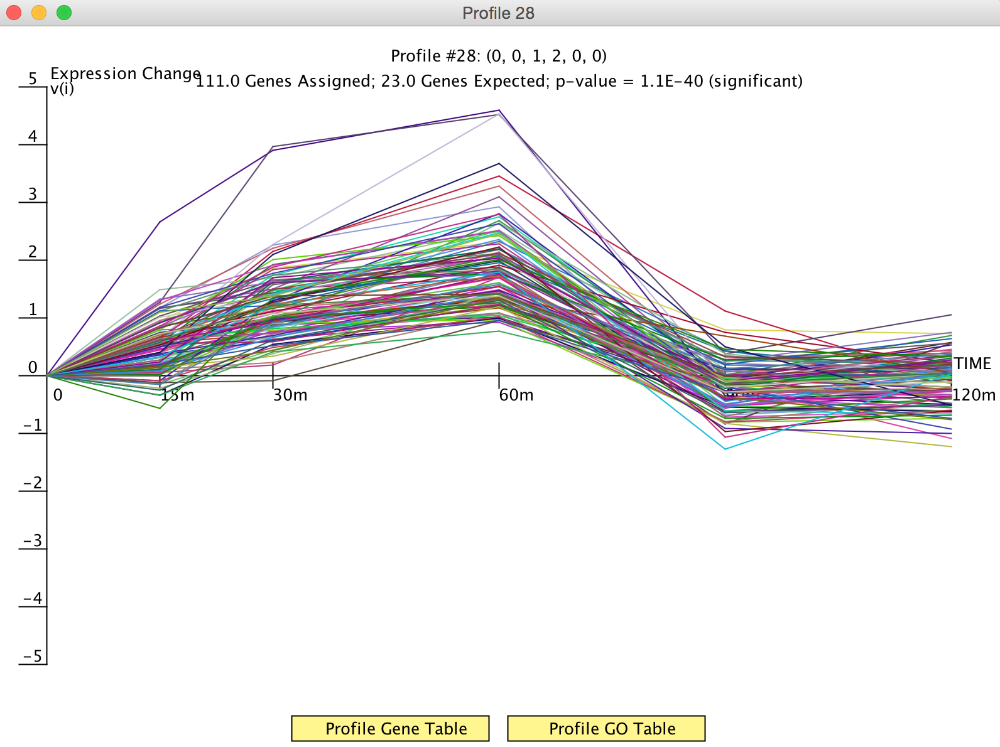 Profile 28
Profile #28: (0, 0, 1, 2, 0, 0)
Expression Change
v(i)
111.0 Genes Assigned; 23.0 Genes Expected; p-value = 1.1E-40 (significant)
5
4
3
2
1
0
-1
-2
-3
-4
-5
TIME
0
15m
30m
60m
120m
Profile Gene Table
Profile GO Table